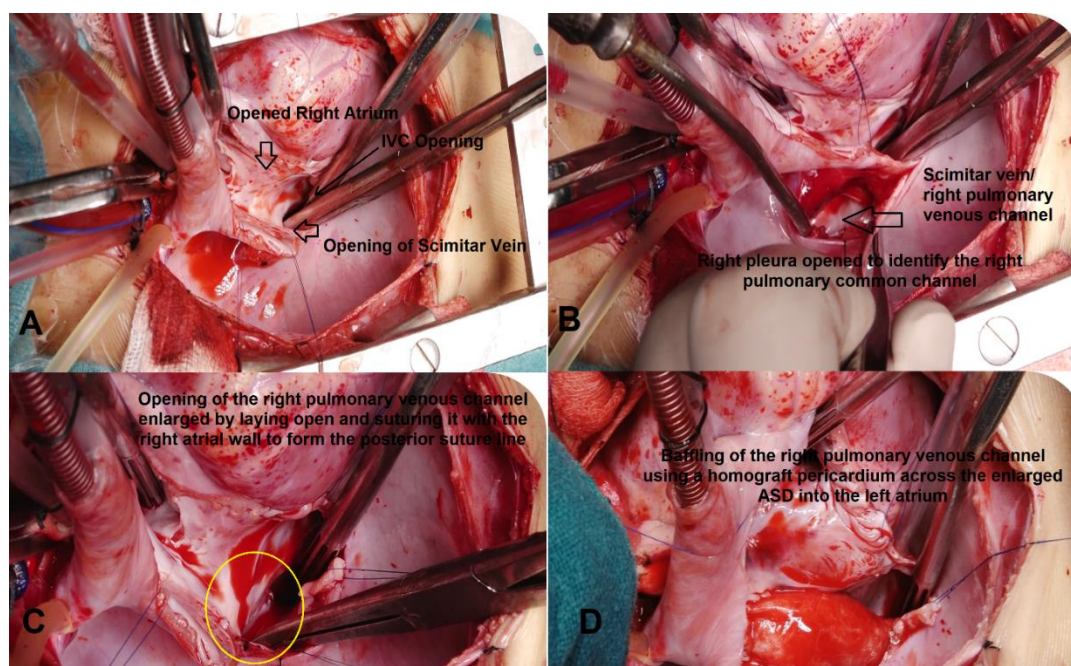 Opened Right Atrium
IVC Opening
Opening of Scimitar Vein
A
Scimitar vein/
right pulmonary
venous channel
Right pleura opened to identify the right
pulmonary common channel
B
Opening of the right pulmonary venous channel
enlarged by laying open and suturing it with the
right atrial wall to form the posterior suture line
C
Baffling of the right pulmonary venous channel
using a homograft pericardium across the enlarged
ASD into the left atrium
D